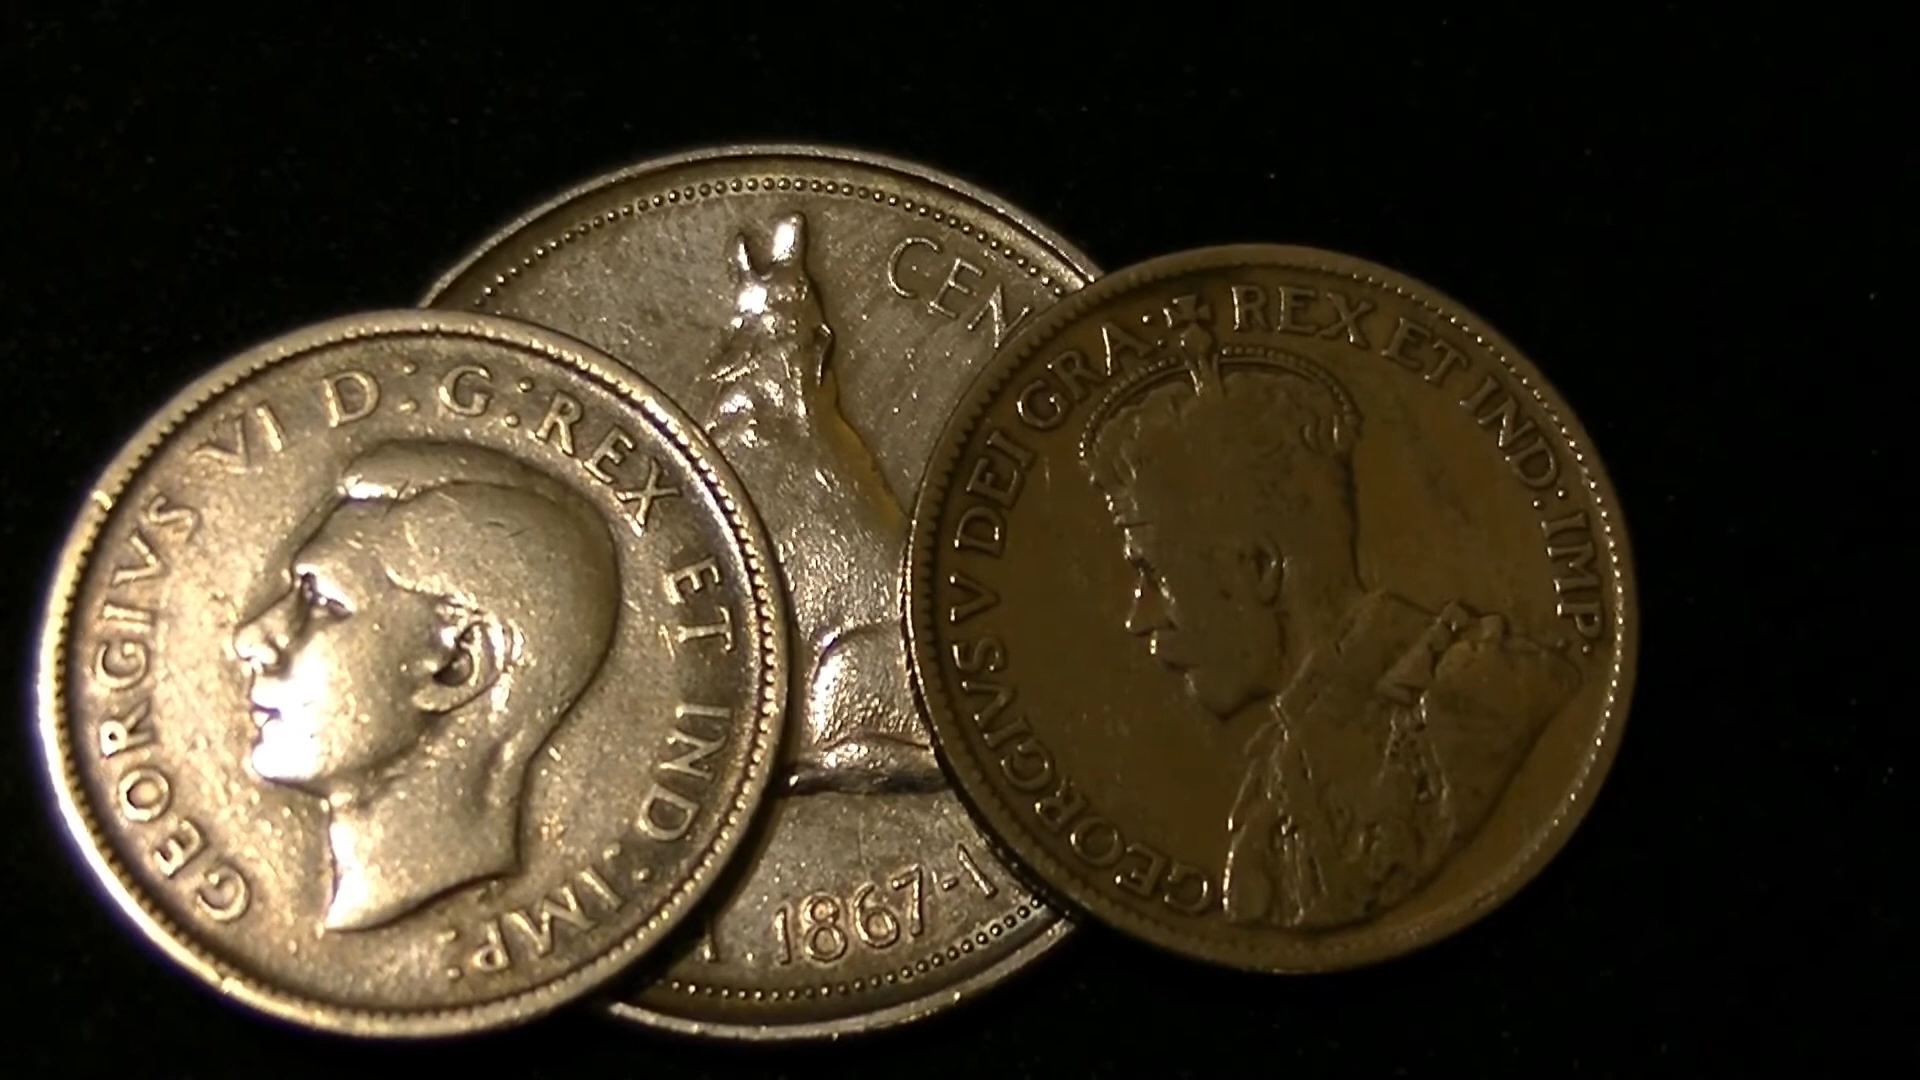 GEORGIVS VI D:G:REX ET IND:IMP:
CEN
1867-1
GEORGIVS V DEI GRA: REX ET IND:IMP: